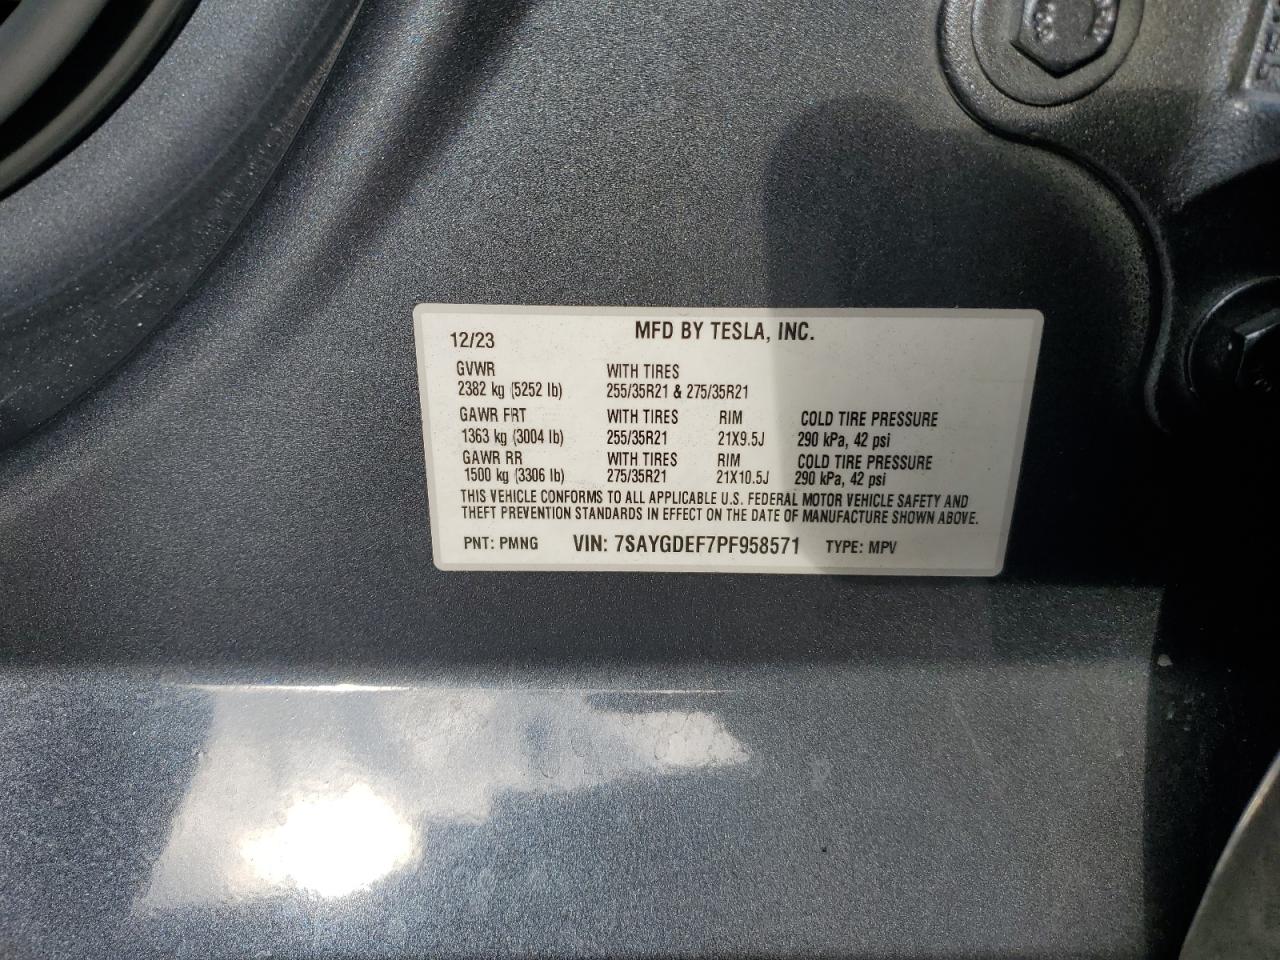 MFD BY TESLA, INC.
12/23
GVWR WITH TIRES
2382 kg (5252 lb) 255/35R21 & 275/35R21
GAWR FRT WITH TIRES RIM COLD TIRE PRESSURE
1363 kg (3004 lb) 255/35R21 21X9.5J 290 kPa, 42 psi
GAWR RR WITH TIRES RIM COLD TIRE PRESSURE
1500 kg (3306 lb) 275/35R21 21X10.5J 290 kPa, 42 psi
THIS VEHICLE CONFORMS TO ALL APPLICABLE U.S. FEDERAL MOTOR VEHICLE SAFETY AND
THEFT PREVENTION STANDARDS IN EFFECT ON THE DATE OF MANUFACTURE SHOWN ABOVE.
PNT: PMNG VIN: 7SAYGDEF7PF958571 TYPE: MPV